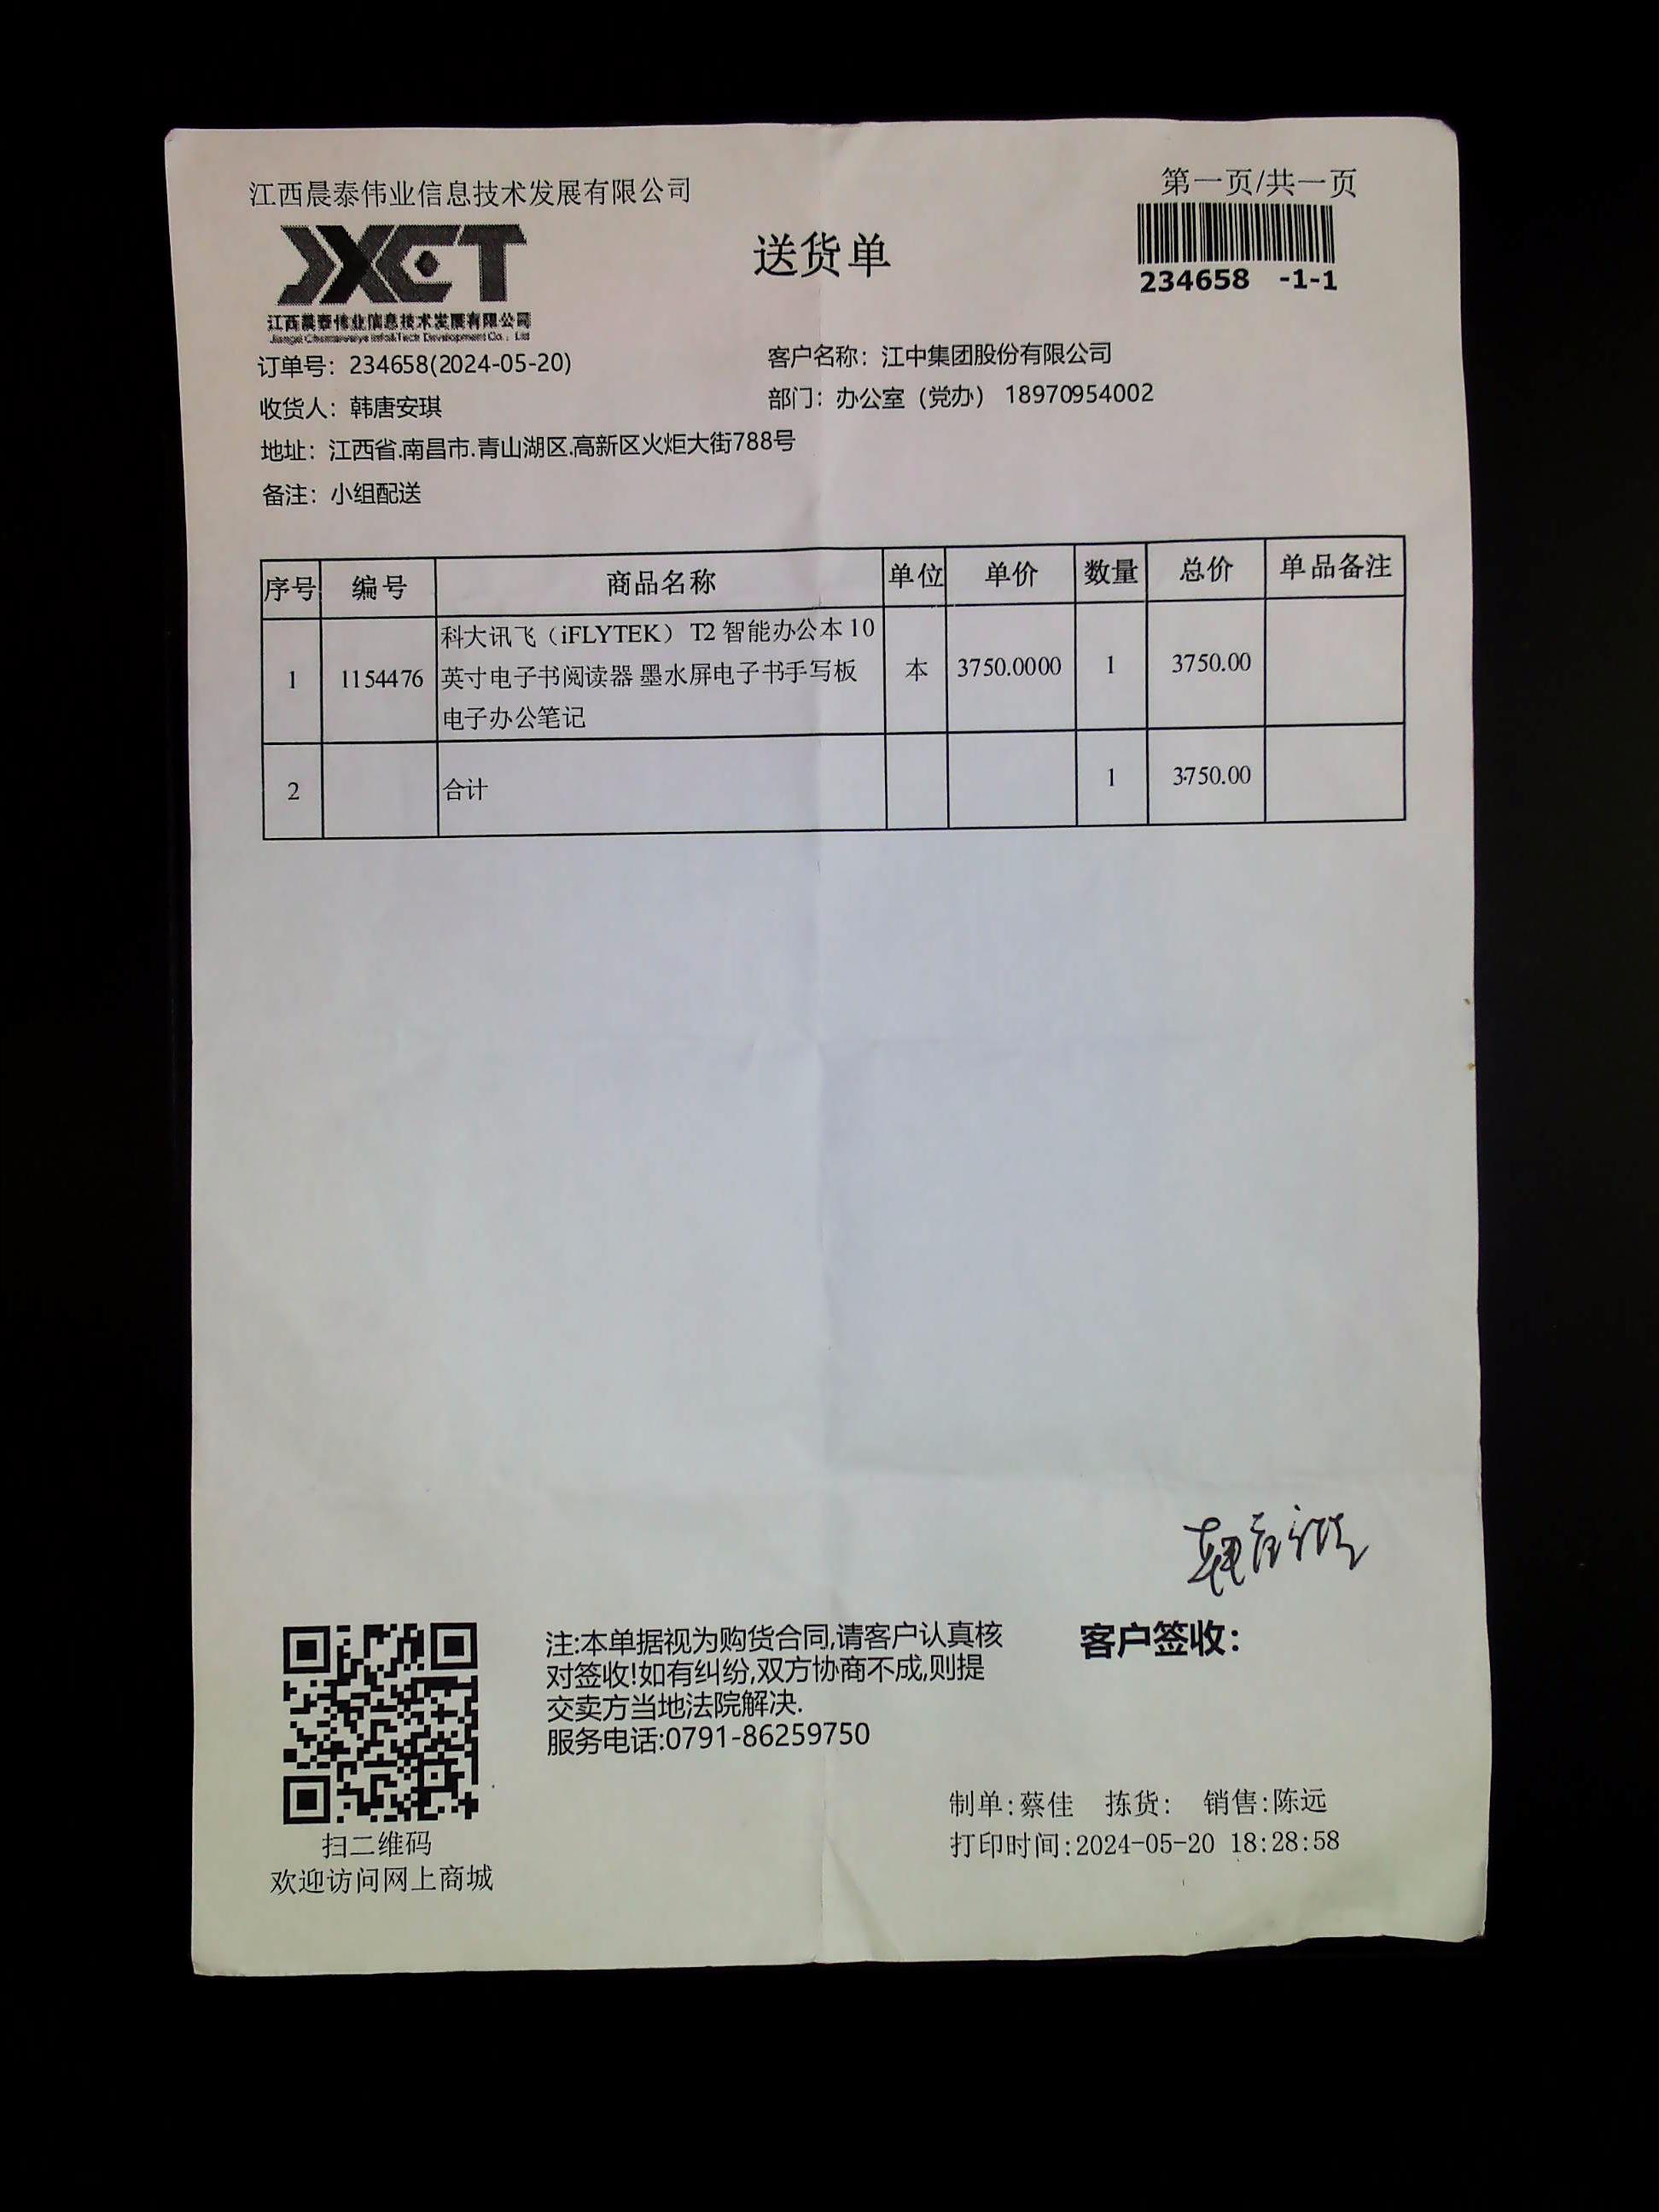 江西晨泰伟业信息技术发展有限公司
第一页/共一页
JXCT
江西晨泰伟业信息技术发展有限公司
送货单
234658 -1-1
订单号：234658(2024-05-20)
客户名称：江中集团股份有限公司
收货人：韩唐安琪
部门：办公室（党办） 18970954002
地址：江西省.南昌市.青山湖区.高新区火炬大街788号
备注：小组配送
序号 编号 商品名称 单位 单价 数量 总价 单品备注
科大讯飞（iFLYTEK） T2 智能办公本 10
1 1154476 英寸电子书阅读器 墨水屏电子书手写板 本 3750.0000 1 3750.00
电子办公笔记
2 合计 1 3750.00
注:本单据视为购货合同,请客户认真核
对签收!如有纠纷,双方协商不成,则提
交卖方当地法院解决.
服务电话:0791-86259750
客户签收：
扫二维码
欢迎访问网上商城
制单:蔡佳 拣货: 销售:陈远
打印时间:2024-05-20 18:28:58